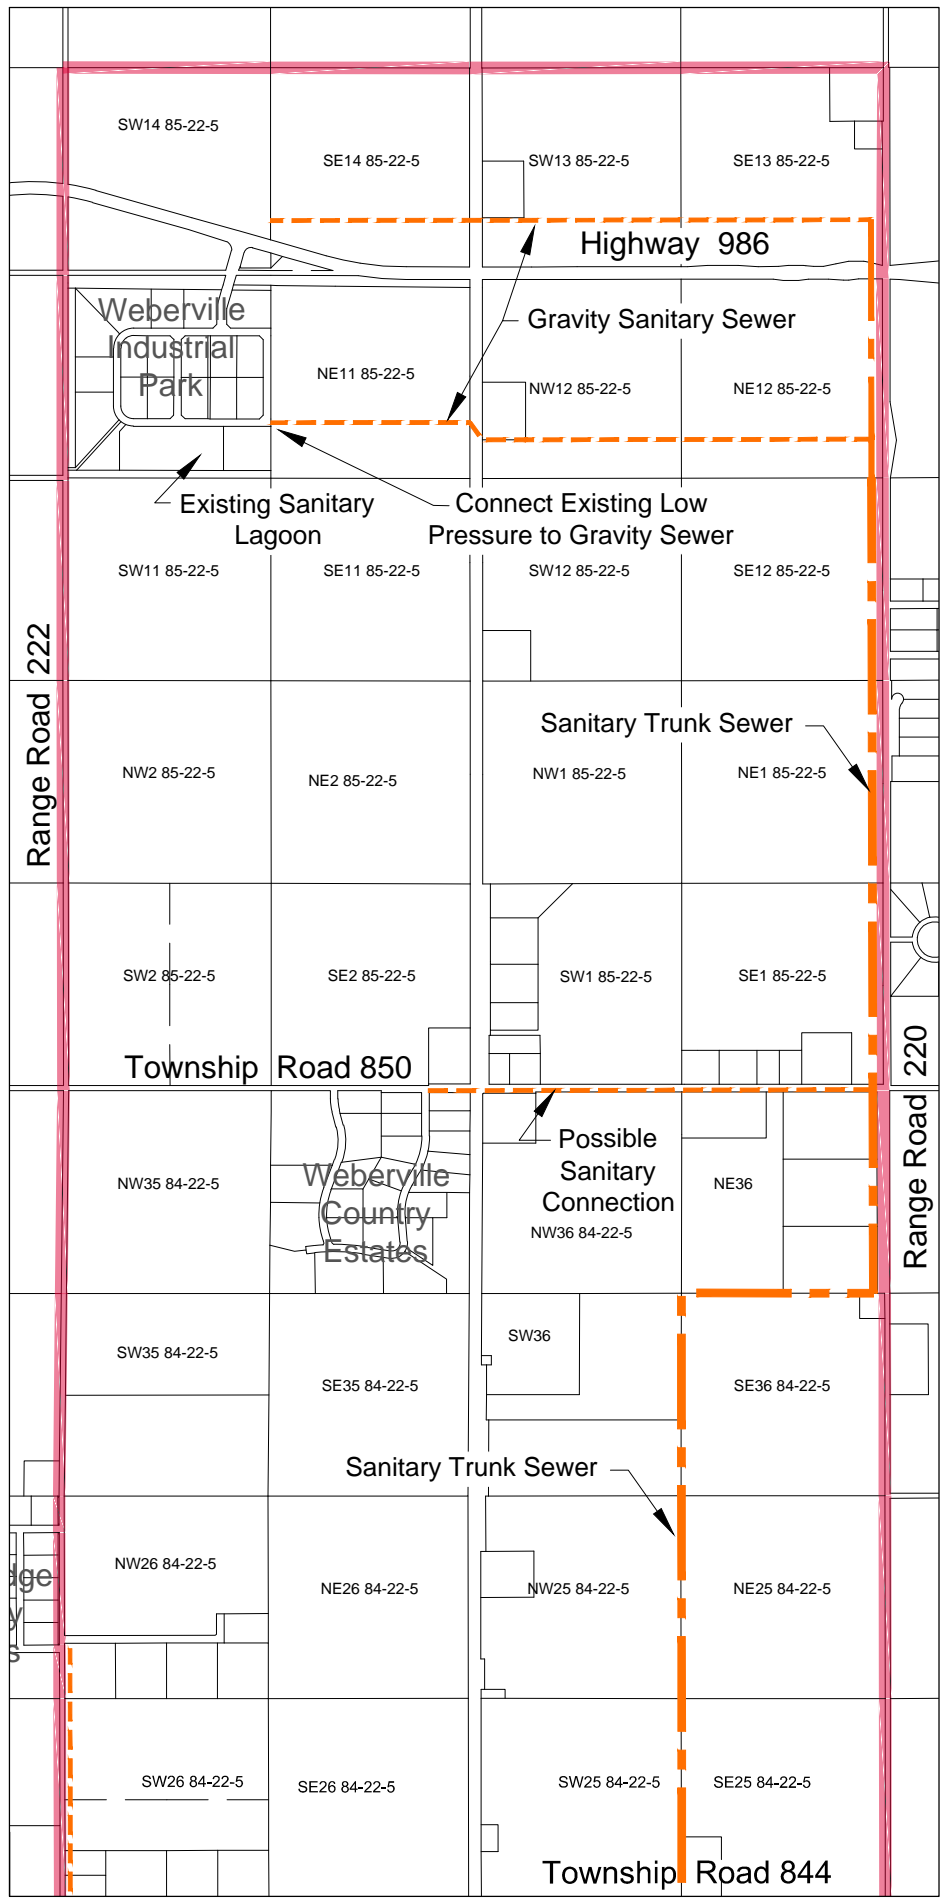 SW14 85-22-5
SE14 85-22-5
SW13 85-22-5
SE13 85-22-5
Highway 986
Weberville
Industrial
Park
Gravity Sanitary Sewer
NE11 85-22-5
NW12 85-22-5
NE12 85-22-5
Existing Sanitary
Lagoon
Connect Existing Low
Pressure to Gravity Sewer
SW11 85-22-5
SE11 85-22-5
SW12 85-22-5
SE12 85-22-5
Range Road 222
Sanitary Trunk Sewer
NW2 85-22-5
NE2 85-22-5
NW1 85-22-5
NE1 85-22-5
SW2 85-22-5
SE2 85-22-5
SW1 85-22-5
SE1 85-22-5
Township Road 850
Range Road 220
Possible
Sanitary
Connection
NW35 84-22-5
Weberville
Country
Estates
NW36 84-22-5
NE36
SW35 84-22-5
SE35 84-22-5
SW36
SE36 84-22-5
Sanitary Trunk Sewer
NW26 84-22-5
NE26 84-22-5
NW25 84-22-5
NE25 84-22-5
dge
y
s
SW26 84-22-5
SE26 84-22-5
SW25 84-22-5
SE25 84-22-5
Township Road 844